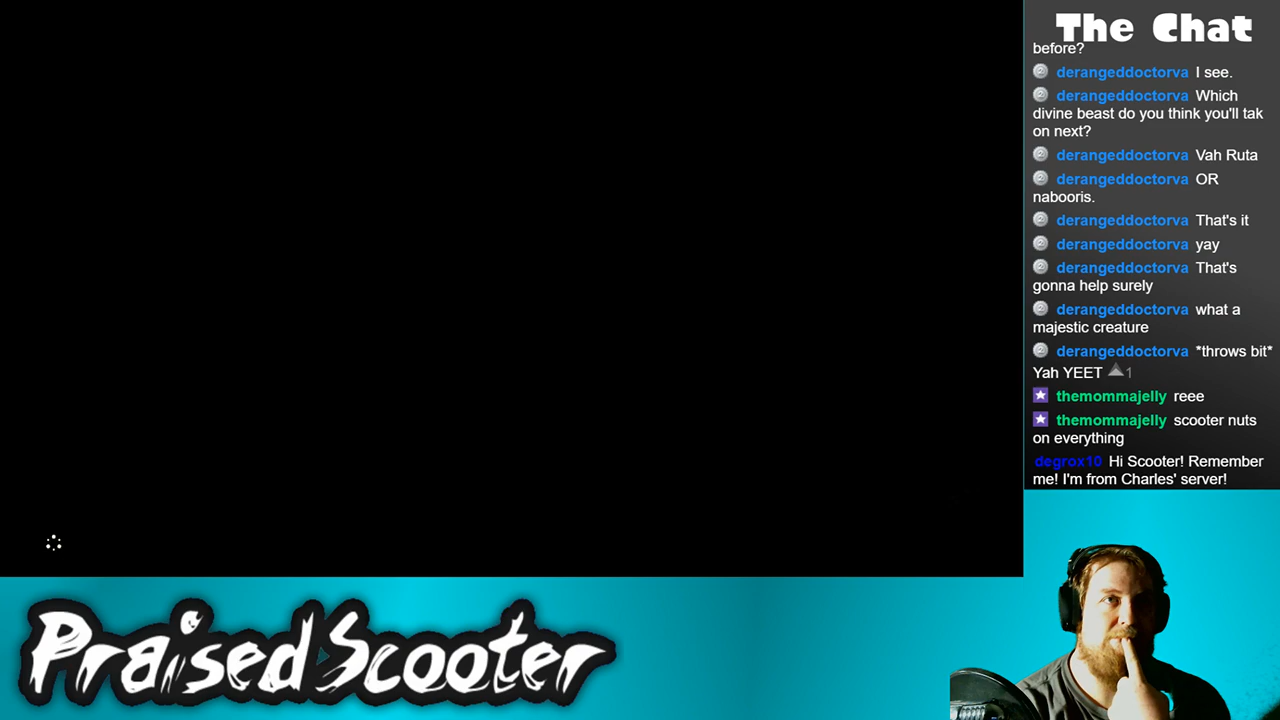 The Chat
before?
derangeddoctorva I see.
derangeddoctorva Which
divine beast do you think you'll tak
on next?
derangeddoctorva Vah Ruta
derangeddoctorva OR
nabooris.
derangeddoctorva That's it
derangeddoctorva yay
derangeddoctorva That's
gonna help surely
derangeddoctorva what a
majestic creature
derangeddoctorva *throws bit*
Yah YEET 1
themommajelly reee
themommajelly scooter nuts
on everything
degrox10 Hi Scooter! Remember
me! I'm from Charles' server!
PraisedScooter